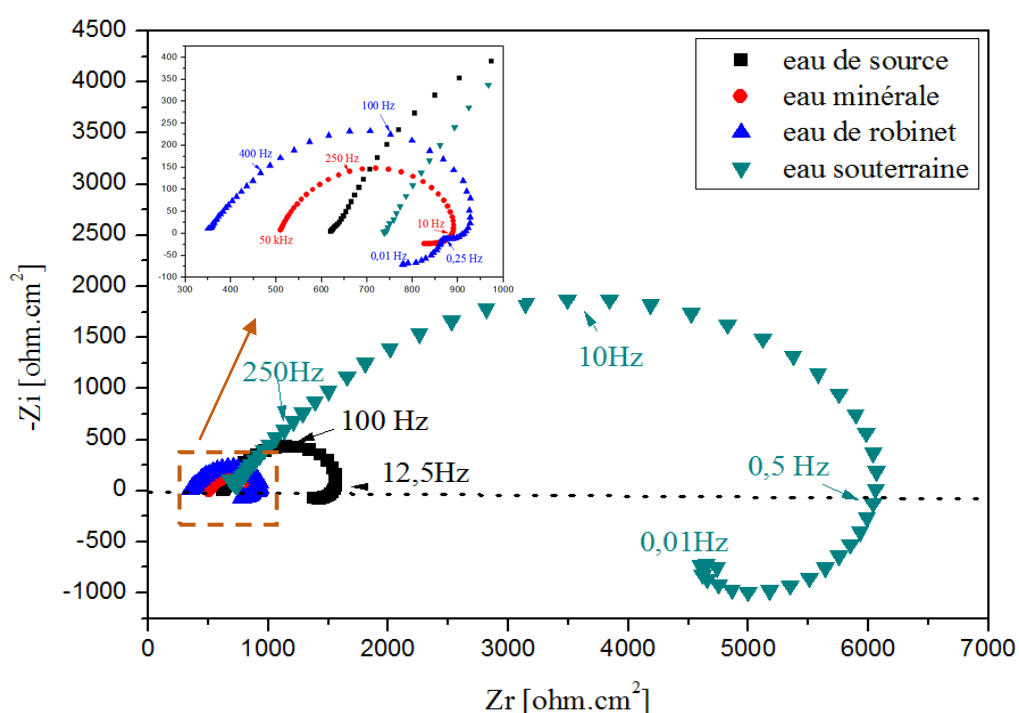 4500
4000
3500
3000
2500
2000
1500
1000
500
0
-500
-1000
-Zi [ohm.cm²]
0 1000 2000 3000 4000 5000 6000 7000
Zr [ohm.cm²]
eau de source
eau minérale
eau de robinet
eau souterraine
400
350
300
250
200
150
100
50
0
-50
-100
300 400 500 600 700 800 900 1000
100 Hz
400 Hz
250 Hz
50 kHz
10 Hz
0,01 Hz
0,25 Hz
250Hz
10Hz
100 Hz
12,5Hz
0,5 Hz
0,01Hz